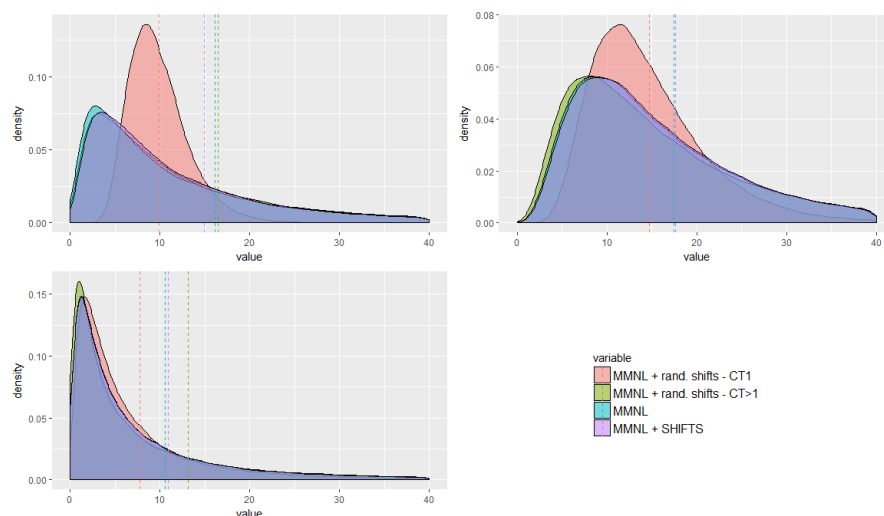 0.10
0.05
0.00
density
0 10 20 30 40
value
0.08
0.06
0.04
0.02
0.00
density
0 10 20 30 40
value
0.15
0.10
0.05
0.00
density
0 10 20 30 40
value
variable
MMNL + rand. shifts - CT1
MMNL + rand. shifts - CT>1
MMNL
MMNL + SHIFTS